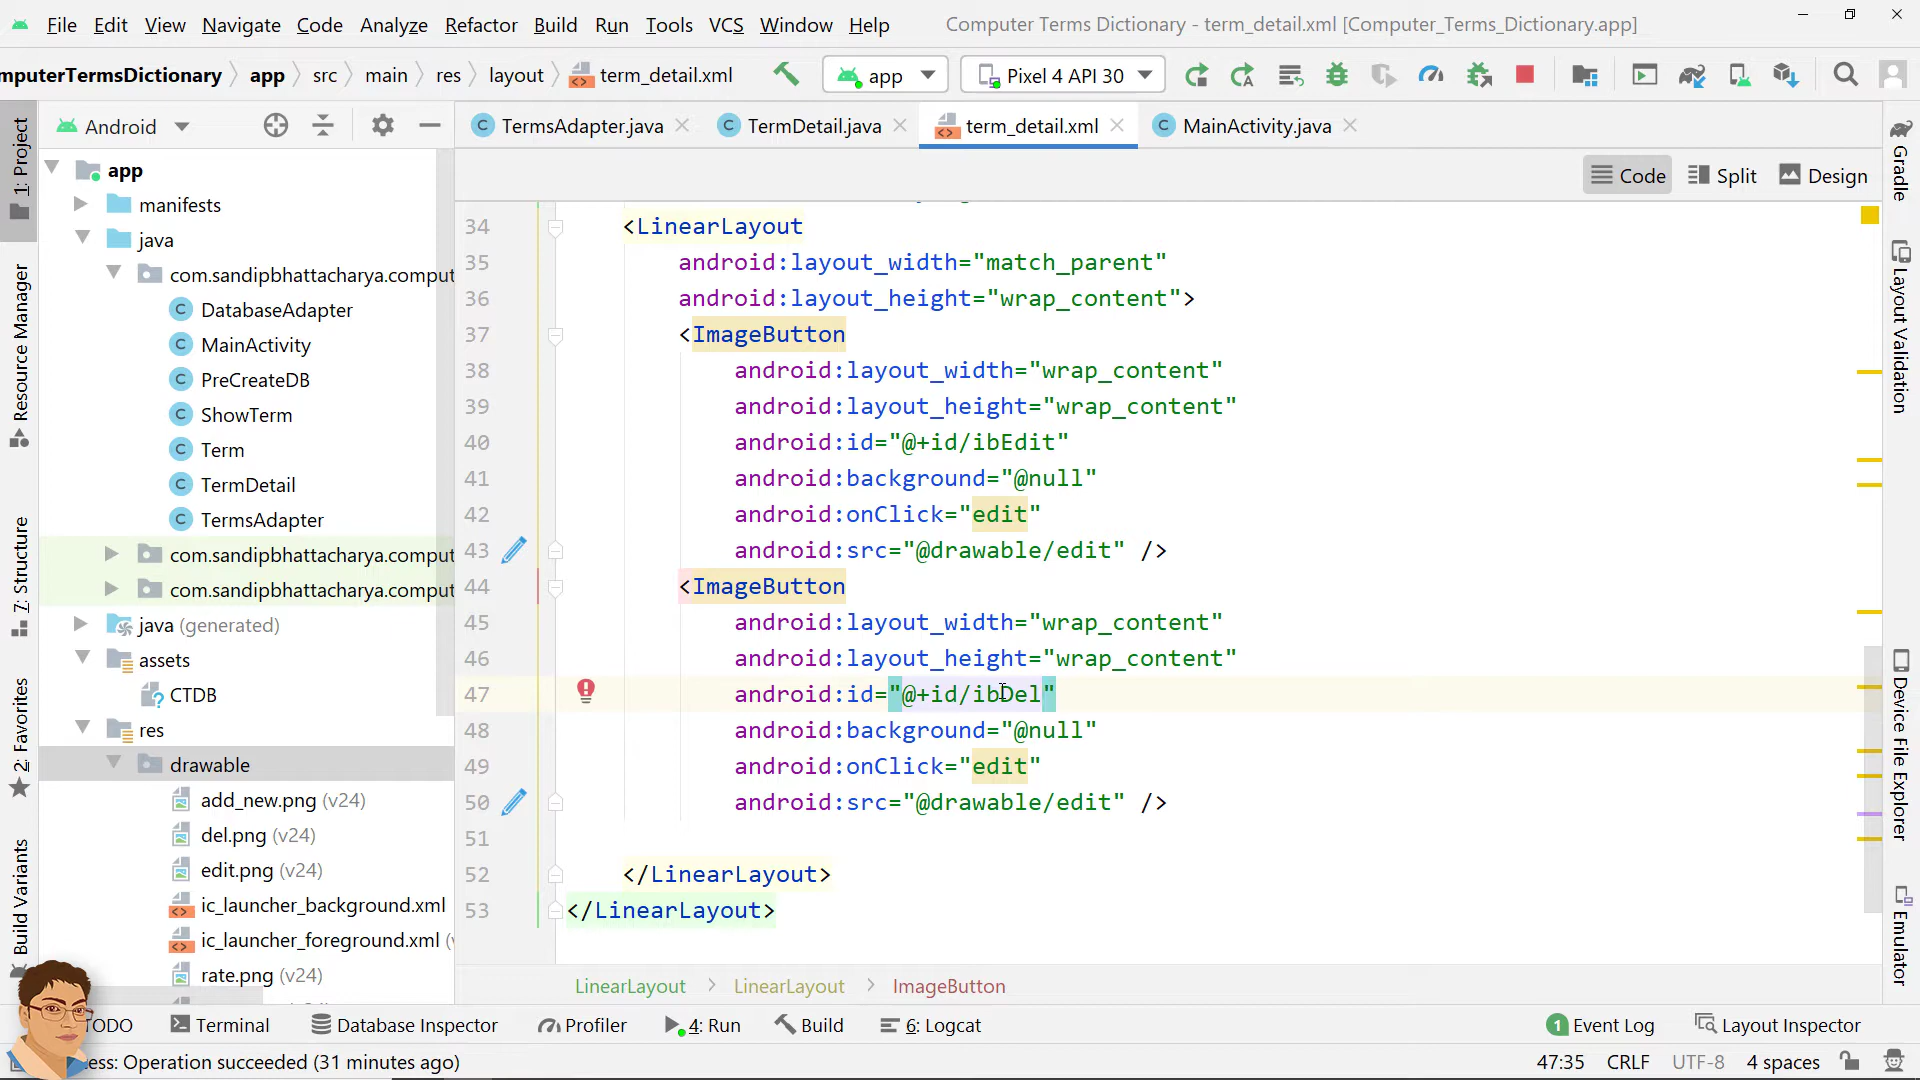 File Edit View Navigate Code Analyze Refactor Build Run Tools VCS Window Help Computer Terms Dictionary - term_detail.xml [Computer_Terms_Dictionary.app]
mputerTermsDictionary app src main res layout term_detail.xml app Pixel 4 API 30
Android
TermsAdapter.java TermDetail.java term_detail.xml MainActivity.java
Code Split Design
1: Project
Resource Manager
7: Structure
2: Favorites
Build Variants
app
manifests
java
com.sandipbhattacharya.comput
DatabaseAdapter
MainActivity
PreCreateDB
ShowTerm
Term
TermDetail
TermsAdapter
com.sandipbhattacharya.comput
com.sandipbhattacharya.comput
java (generated)
assets
CTDB
res
drawable
add_new.png (v24)
del.png (v24)
edit.png (v24)
ic_launcher_background.xml
ic_launcher_foreground.xml (v
rate.png (v24)
34 <LinearLayout
35 android:layout_width="match_parent"
36 android:layout_height="wrap_content">
37 <ImageButton
38 android:layout_width="wrap_content"
39 android:layout_height="wrap_content"
40 android:id="@+id/ibEdit"
41 android:background="@null"
42 android:onClick="edit"
43 android:src="@drawable/edit" />
44 <ImageButton
45 android:layout_width="wrap_content"
46 android:layout_height="wrap_content"
47 android:id="@+id/ibDel"
48 android:background="@null"
49 android:onClick="edit"
50 android:src="@drawable/edit" />
51
52 </LinearLayout>
53 </LinearLayout>
Gradle
Layout Validation
Device File Explorer
Emulator
LinearLayout LinearLayout ImageButton
TODO Terminal Database Inspector Profiler 4: Run Build 6: Logcat 1 Event Log Layout Inspector
ess: Operation succeeded (31 minutes ago) 47:35 CRLF UTF-8 4 spaces